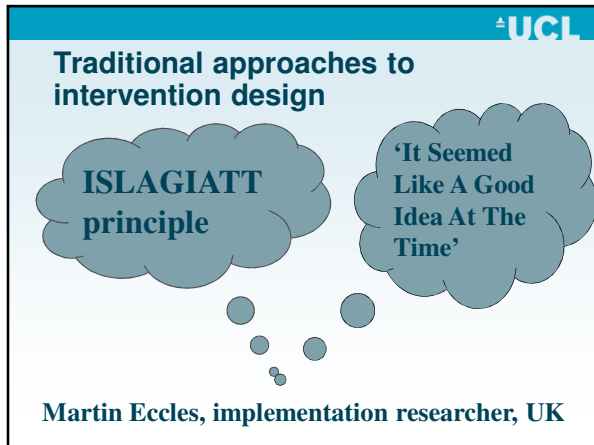 UCL
Traditional approaches to
intervention design
ISLAGIATT
principle
‘It Seemed
Like A Good
Idea At The
Time’
Martin Eccles, implementation researcher, UK